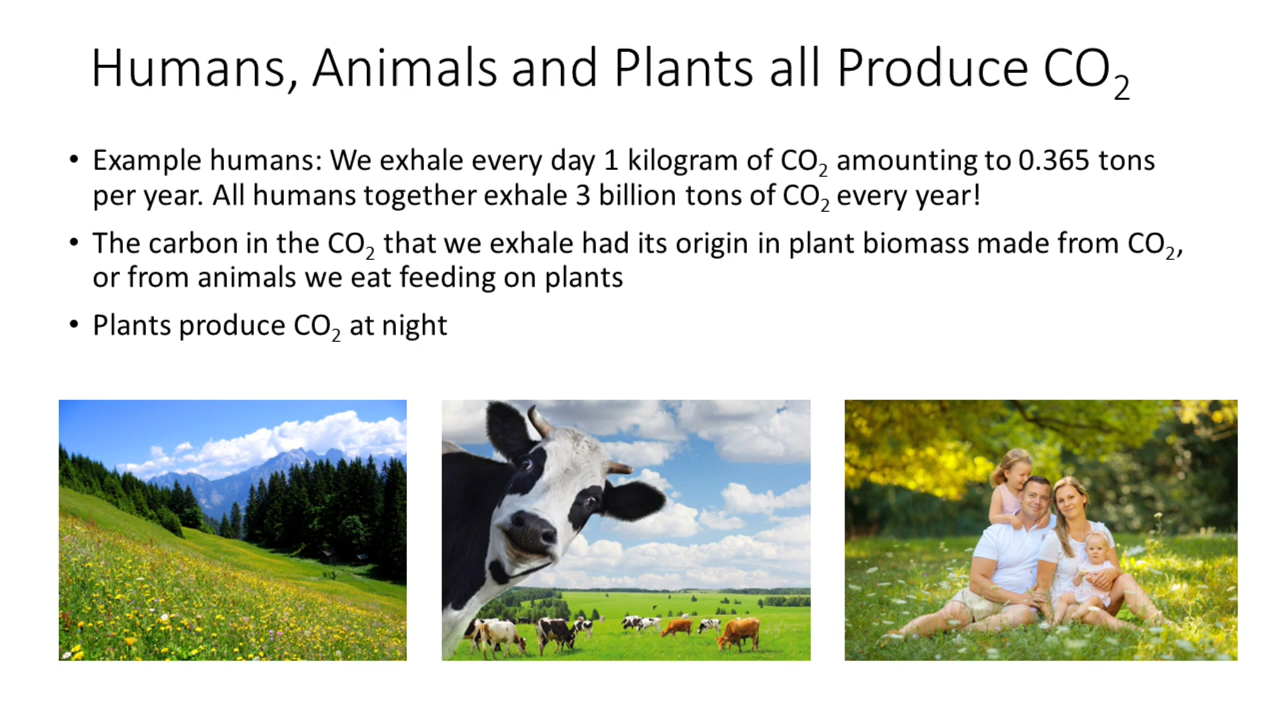 Humans, Animals and Plants all Produce CO₂
• Example humans: We exhale every day 1 kilogram of CO₂ amounting to 0.365 tons
per year. All humans together exhale 3 billion tons of CO₂ every year!
• The carbon in the CO₂ that we exhale had its origin in plant biomass made from CO₂,
or from animals we eat feeding on plants
• Plants produce CO₂ at night